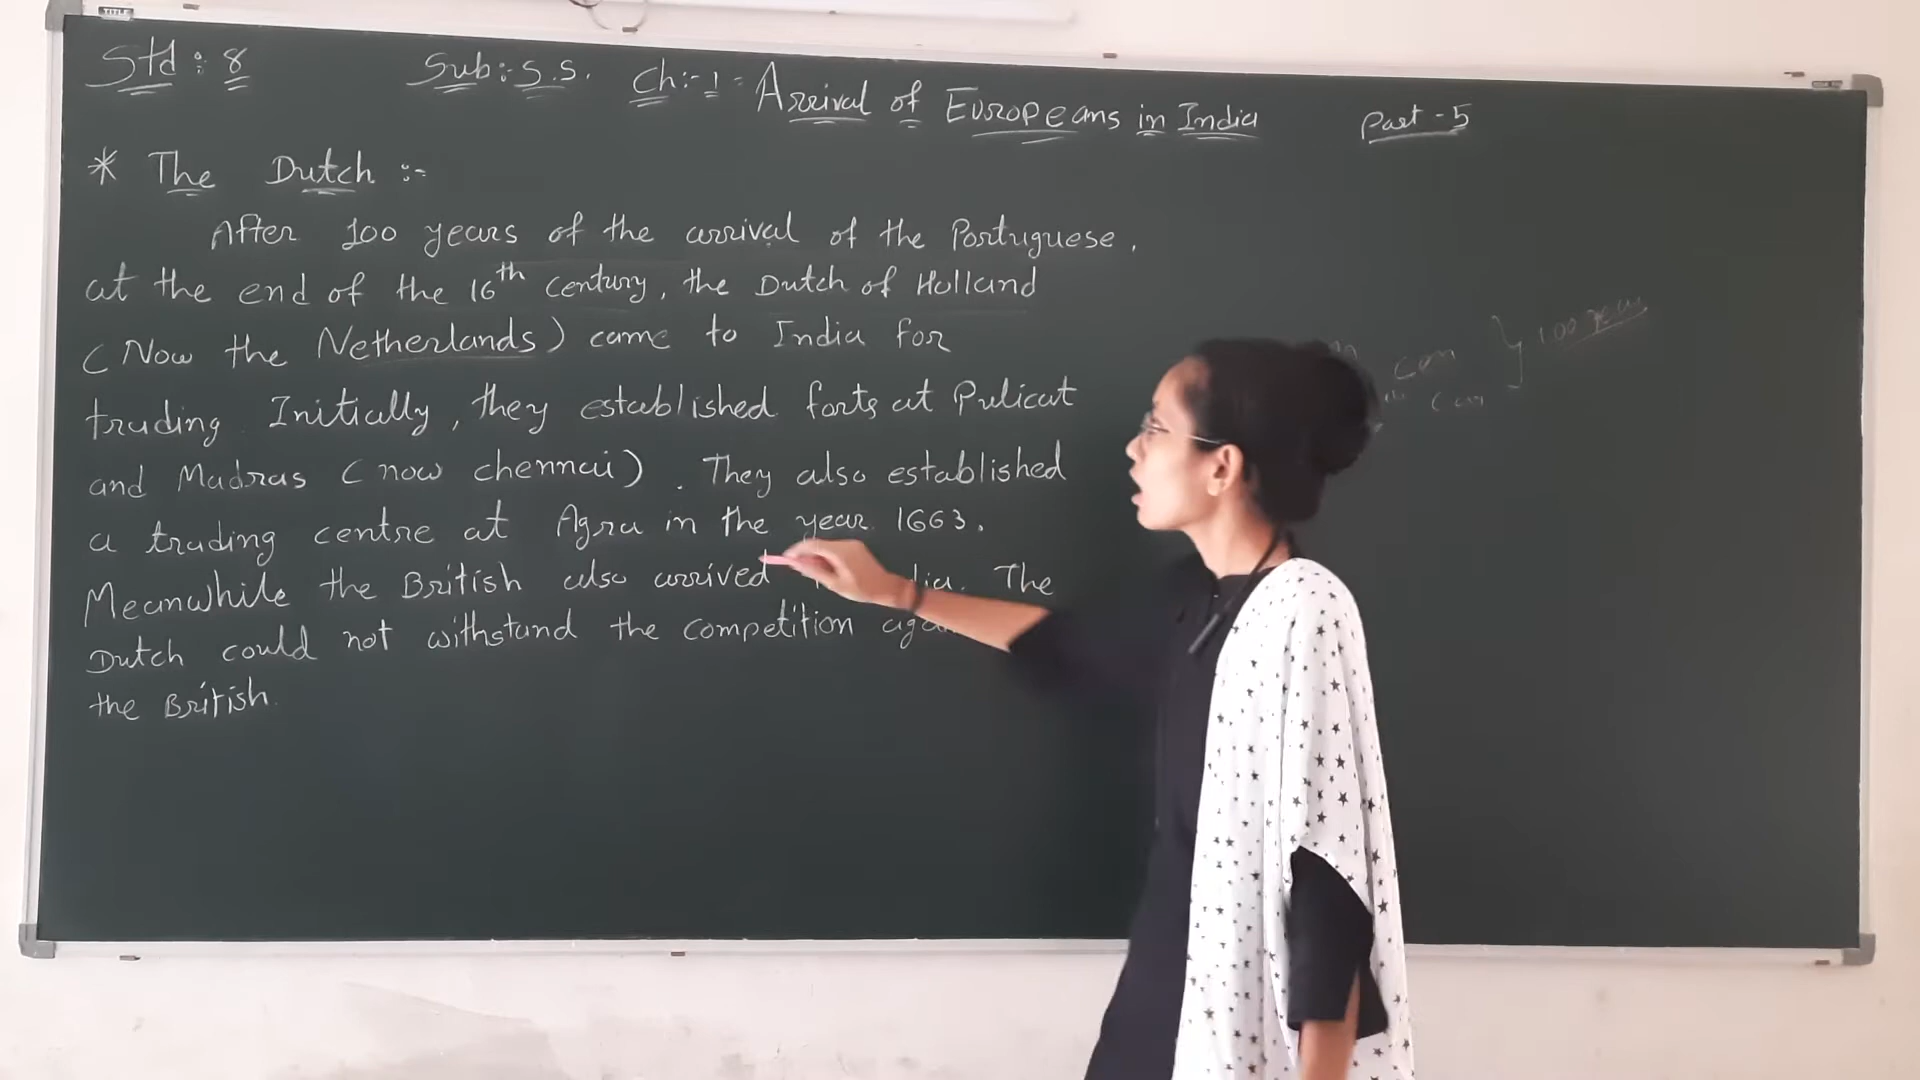 TITLE
Std : 8 Sub :- S.S. Ch:- 1 : Arrival of Europeans in India Part - 5
* The Dutch :-
After 100 years of the arrival of the Portuguese,
at the end of the 16th century, the Dutch of Holland
(Now the Netherlands) came to India for
trading. Initially, they established forts at Pulicat
and Madras (now chennai). They also established
a trading centre at Agra in the year 1663.
Meanwhile the British also arrived The
Dutch could not withstand the competition
the British.
100 years